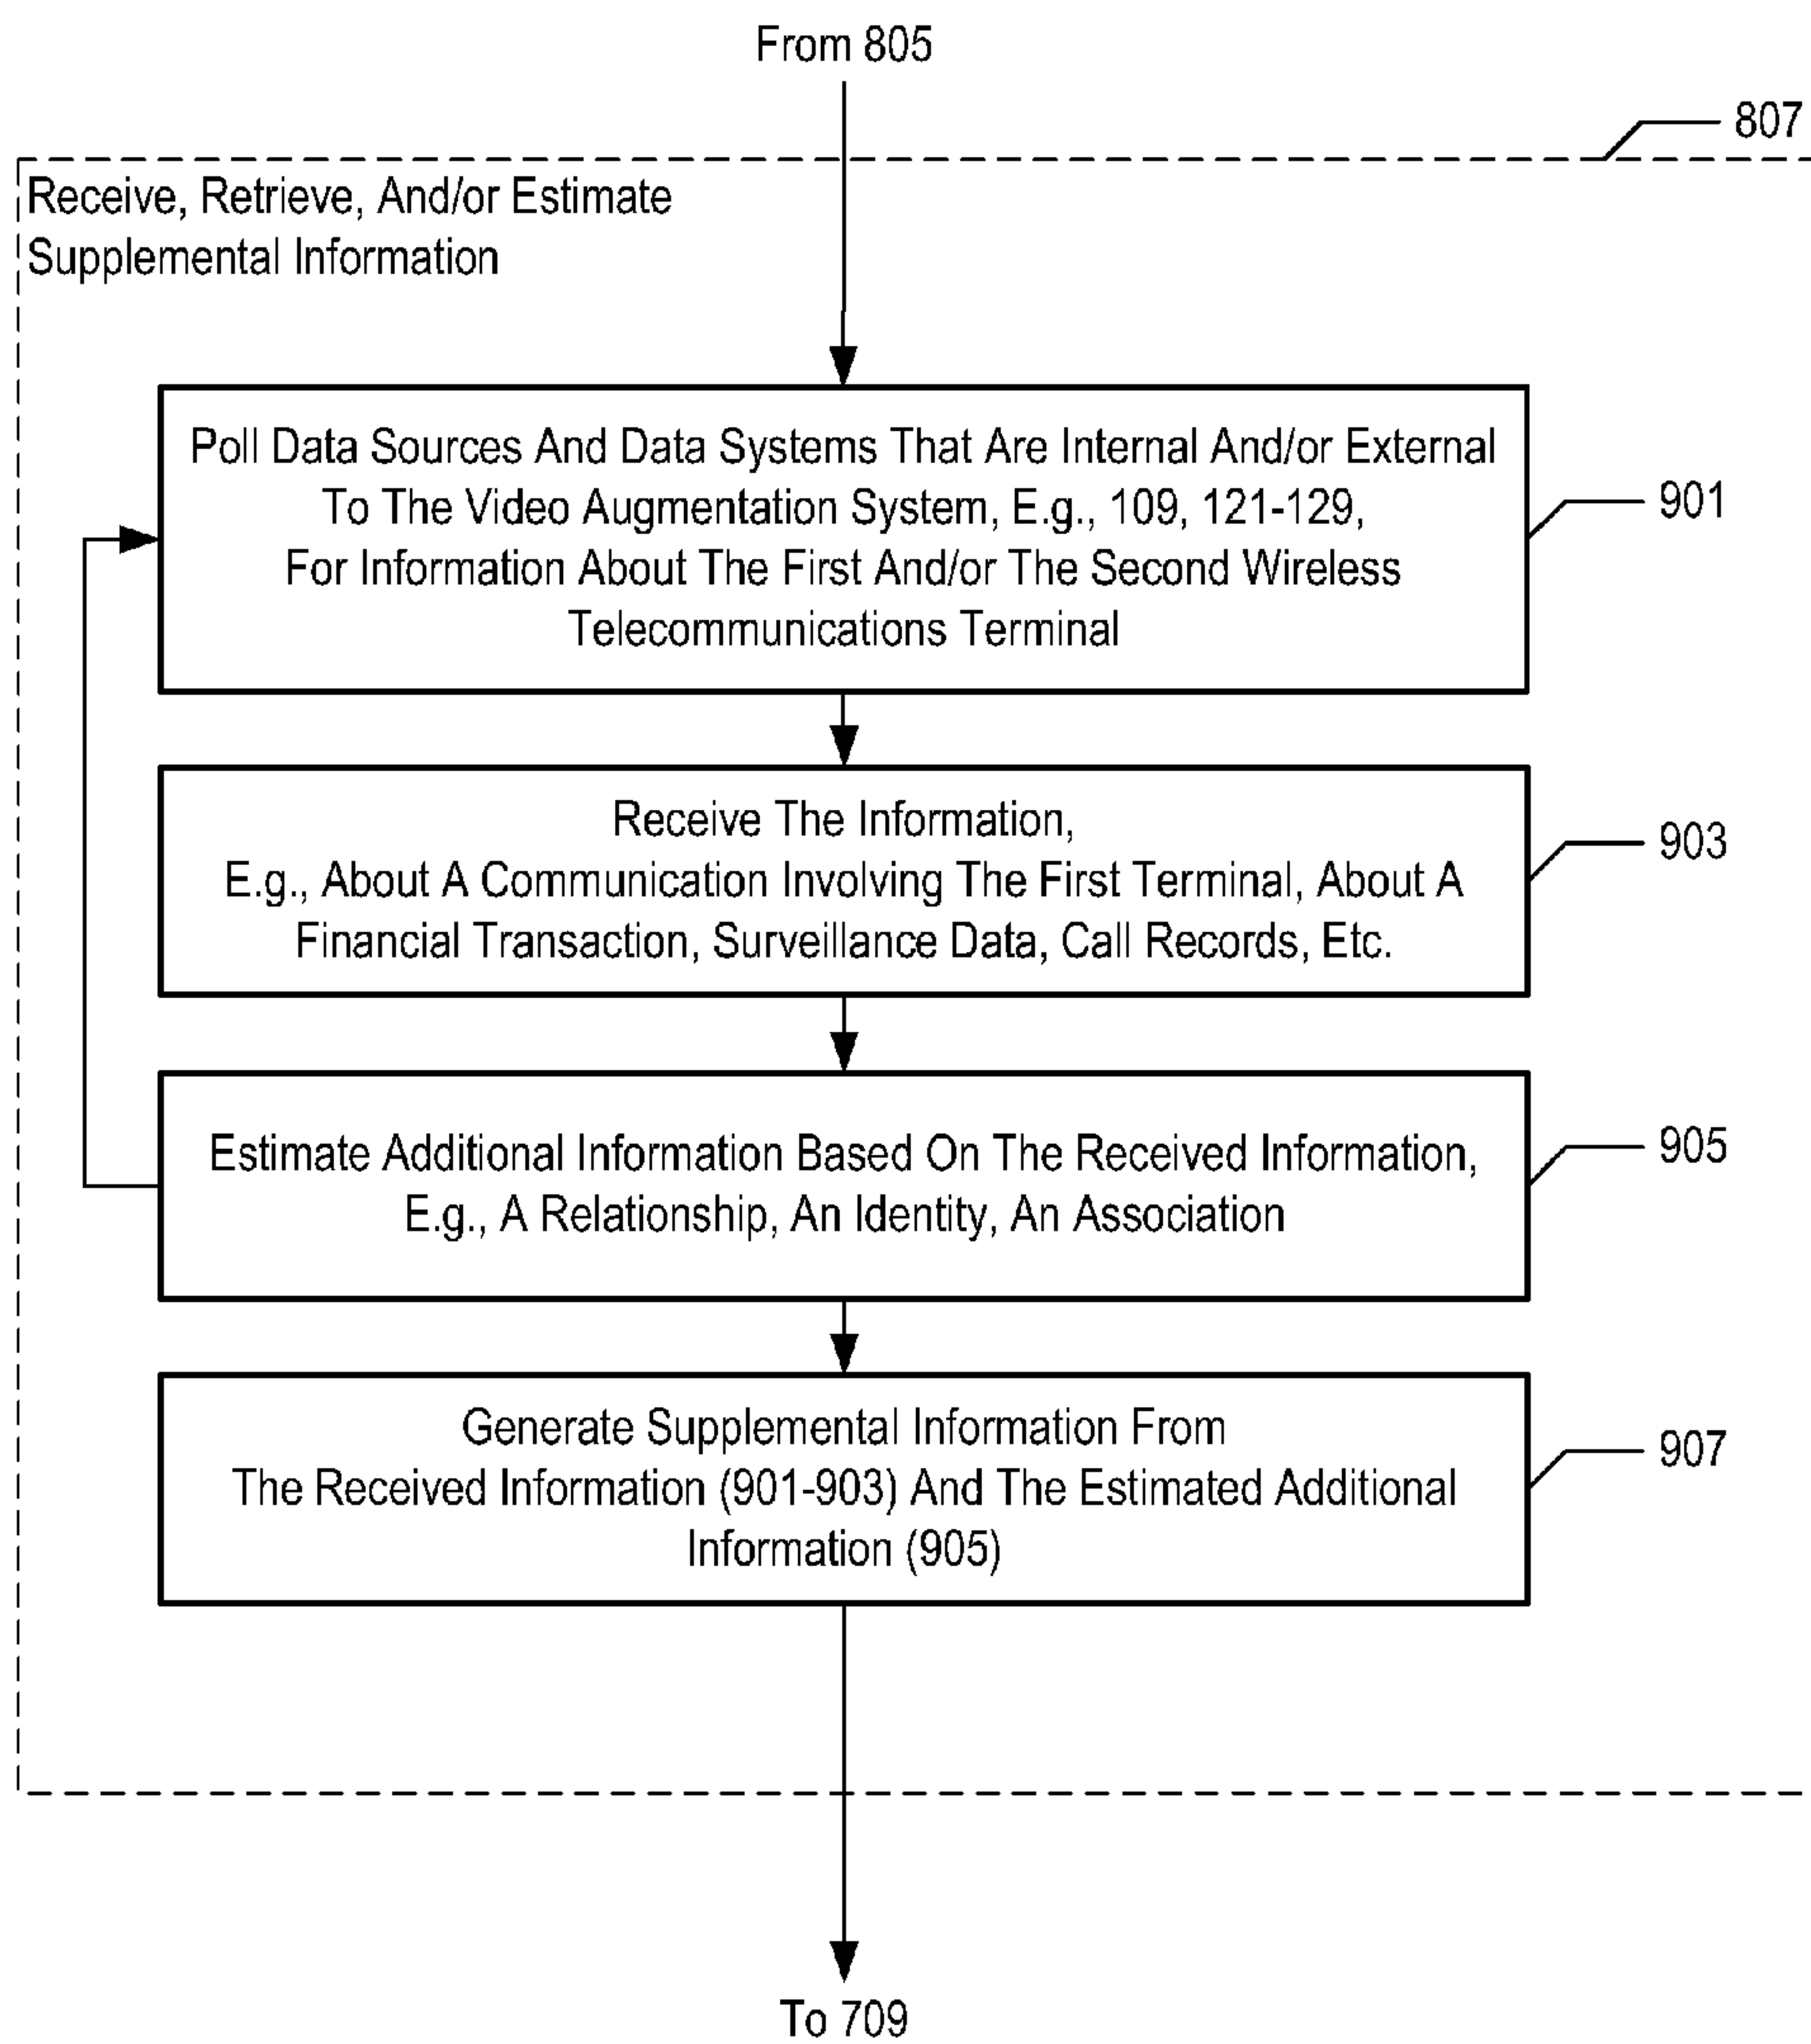 From 805
807
Receive, Retrieve, And/or Estimate
Supplemental Information
Poll Data Sources And Data Systems That Are Internal And/or External
To The Video Augmentation System, E.g., 109, 121-129,
For Information About The First And/or The Second Wireless
Telecommunications Terminal
901
Receive The Information,
E.g., About A Communication Involving The First Terminal, About A
Financial Transaction, Surveillance Data, Call Records, Etc.
903
Estimate Additional Information Based On The Received Information,
E.g., A Relationship, An Identity, An Association
905
Generate Supplemental Information From
The Received Information (901-903) And The Estimated Additional
Information (905)
907
To 709